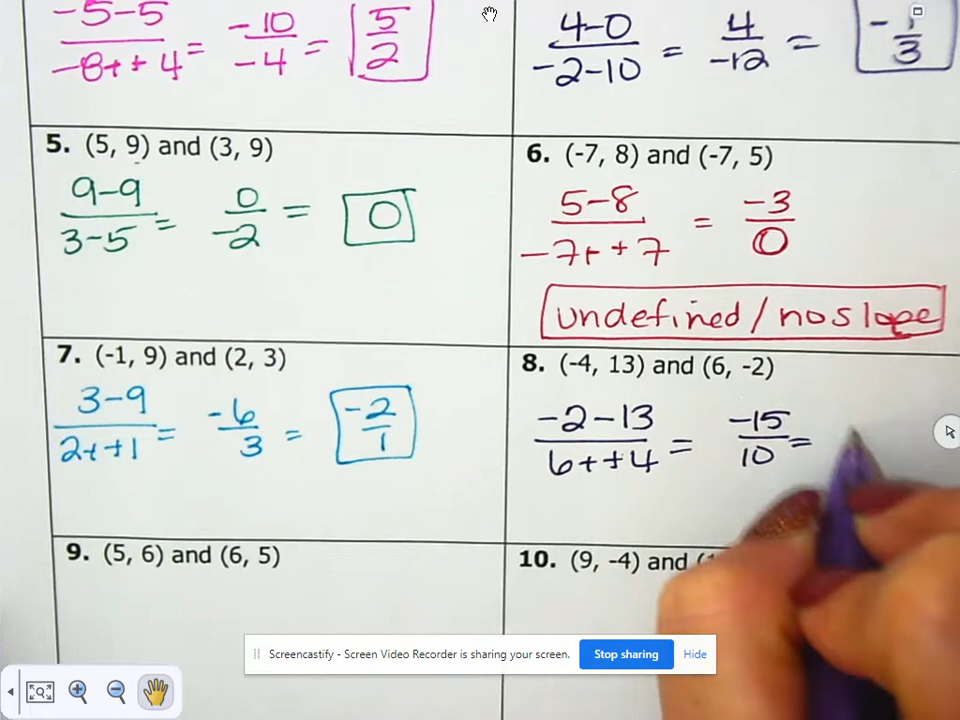 -5-5/-8++4 = -10/-4 = 5/2
4-0/-2-10 = 4/-12 = -1/3
5. (5, 9) and (3, 9)
9-9/3-5 = 0/-2 = 0
6. (-7, 8) and (-7, 5)
5-8/-7++7 = -3/0
undefined/no slope
7. (-1, 9) and (2, 3)
3-9/2++1 = -6/3 = -2/1
8. (-4, 13) and (6, -2)
-2-13/6++4 = -15/10 =
9. (5, 6) and (6, 5)
10. (9, -4) and (
Screencastify - Screen Video Recorder is sharing your screen.
Stop sharing
Hide